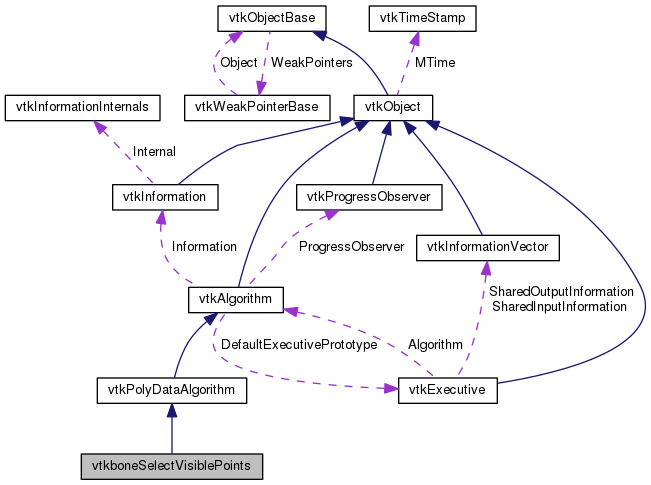 vtkObjectBase
vtkTimeStamp
Object
WeakPointers
MTime
vtkInformationInternals
vtkWeakPointerBase
vtkObject
Internal
vtkInformation
vtkProgressObserver
Information
ProgressObserver
vtkInformationVector
vtkAlgorithm
SharedOutputInformation
SharedInputInformation
DefaultExecutivePrototype
Algorithm
vtkPolyDataAlgorithm
vtkExecutive
vtkboneSelectVisiblePoints